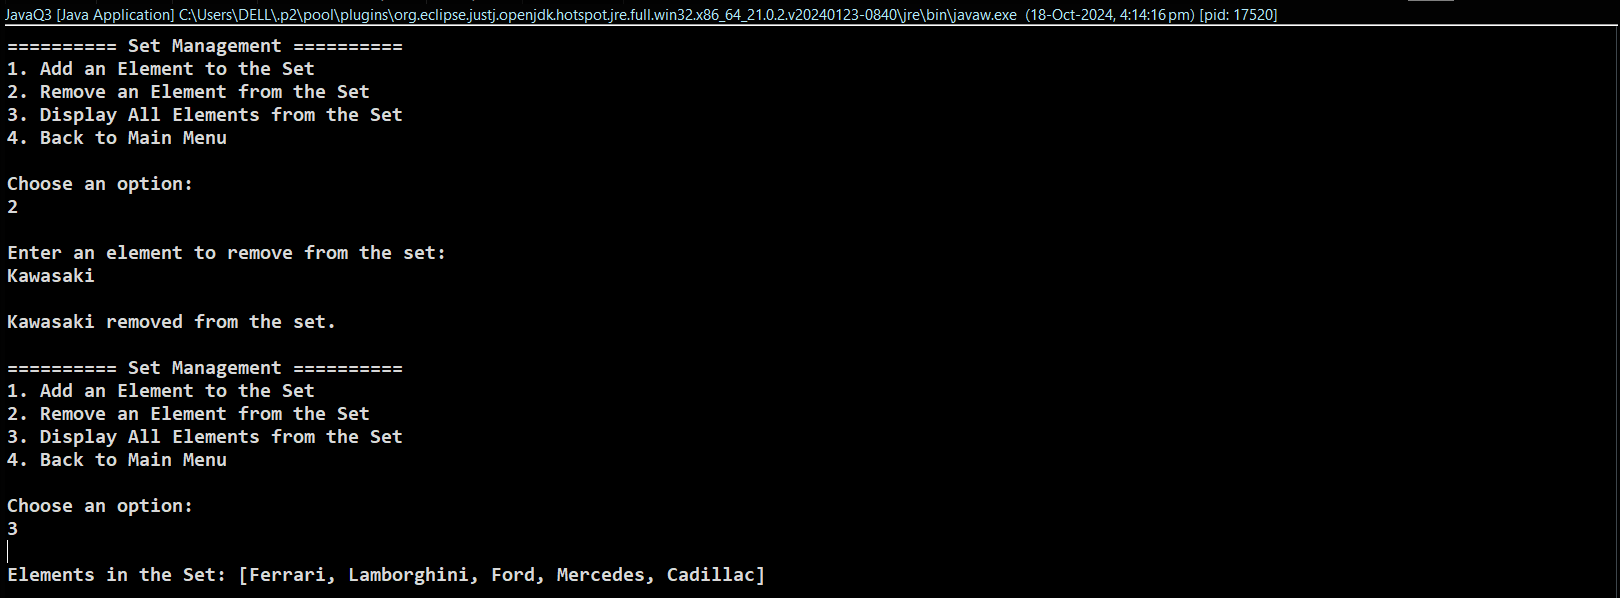 JavaQ3 [Java Application] C:\Users\DELL\.p2\pool\plugins\org.eclipse.justj.openjdk.hotspot.jre.full.win32.x86_64_21.0.2.v20240123-0840\jre\bin\javaw.exe (18-Oct-2024, 4:14:16 pm) [pid: 17520]
========== Set Management ==========
1. Add an Element to the Set
2. Remove an Element from the Set
3. Display All Elements from the Set
4. Back to Main Menu
Choose an option:
2
Enter an element to remove from the set:
Kawasaki
Kawasaki removed from the set.
========== Set Management ==========
1. Add an Element to the Set
2. Remove an Element from the Set
3. Display All Elements from the Set
4. Back to Main Menu
Choose an option:
3
Elements in the Set: [Ferrari, Lamborghini, Ford, Mercedes, Cadillac]